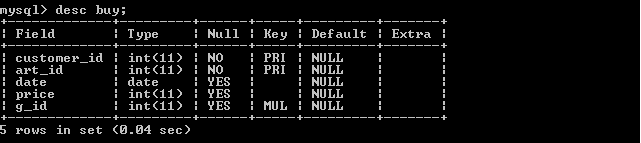 mysql> desc buy;
+-------------+---------+------+-----+---------+-------+
| Field       | Type    | Null | Key | Default | Extra |
+-------------+---------+------+-----+---------+-------+
| customer_id | int(11) | NO   | PRI | NULL    |       |
| art_id      | int(11) | NO   | PRI | NULL    |       |
| date        | date    | YES  |     | NULL    |       |
| price       | int(11) | YES  |     | NULL    |       |
| g_id        | int(11) | YES  | MUL | NULL    |       |
+-------------+---------+------+-----+---------+-------+
5 rows in set (0.04 sec)